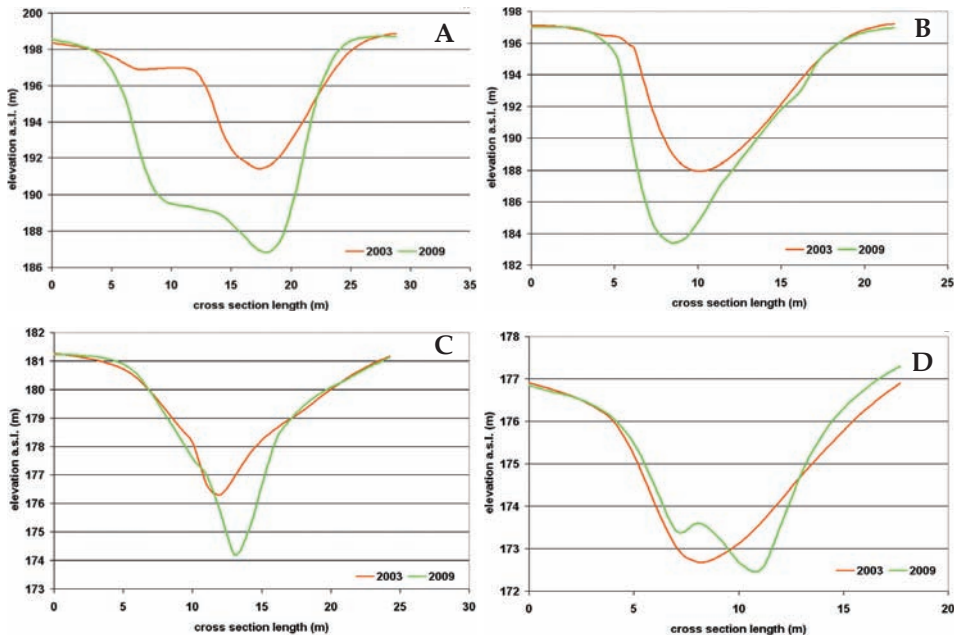 A
elevation a.s.l. (m)
200
198
196
194
192
190
188
186
2003 2009
0 5 10 15 20 25 30 35
cross section length (m)
B
elevation a.s.l. (m)
198
196
194
192
190
188
186
184
182
2003 2009
0 5 10 15 20 25
cross section length (m)
C
elevation a.s.l. (m)
182
181
180
179
178
177
176
175
174
173
2003 2009
0 5 10 15 20 25 30
cross section length (m)
D
elevation a.s.l. (m)
178
177
176
175
174
173
172
2003 2009
0 5 10 15 20
cross section length (m)